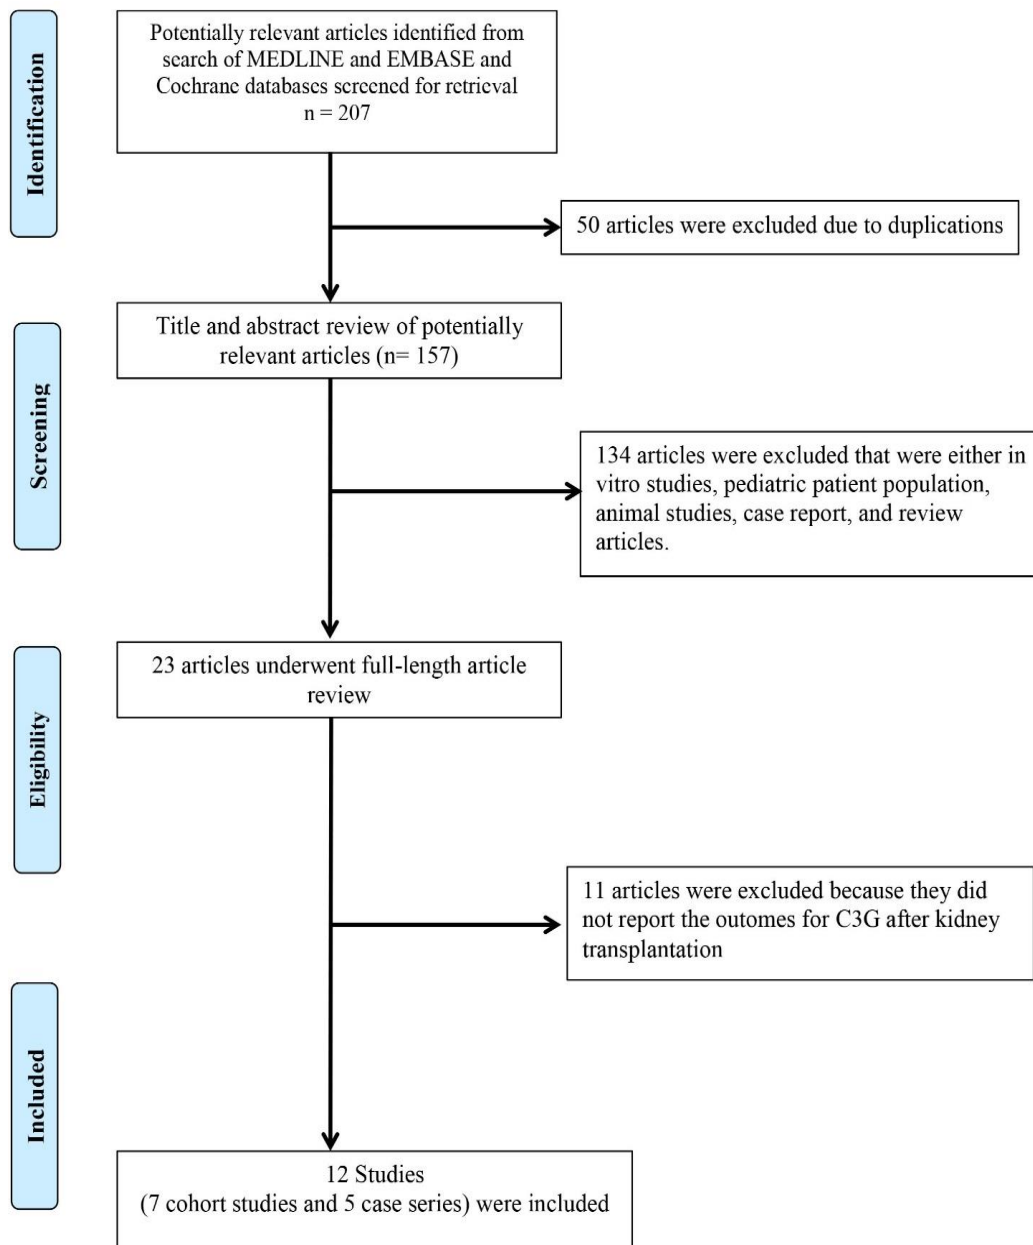 Identification
Potentially relevant articles identified from
search of MEDLINE and EMBASE and
Cochrane databases screened for retrieval
n = 207
50 articles were excluded due to duplications
Screening
Title and abstract review of potentially
relevant articles (n= 157)
134 articles were excluded that were either in
vitro studies, pediatric patient population,
animal studies, case report, and review
articles.
Eligibility
23 articles underwent full-length article
review
11 articles were excluded because they did
not report the outcomes for C3G after kidney
transplantation
Included
12 Studies
(7 cohort studies and 5 case series) were included